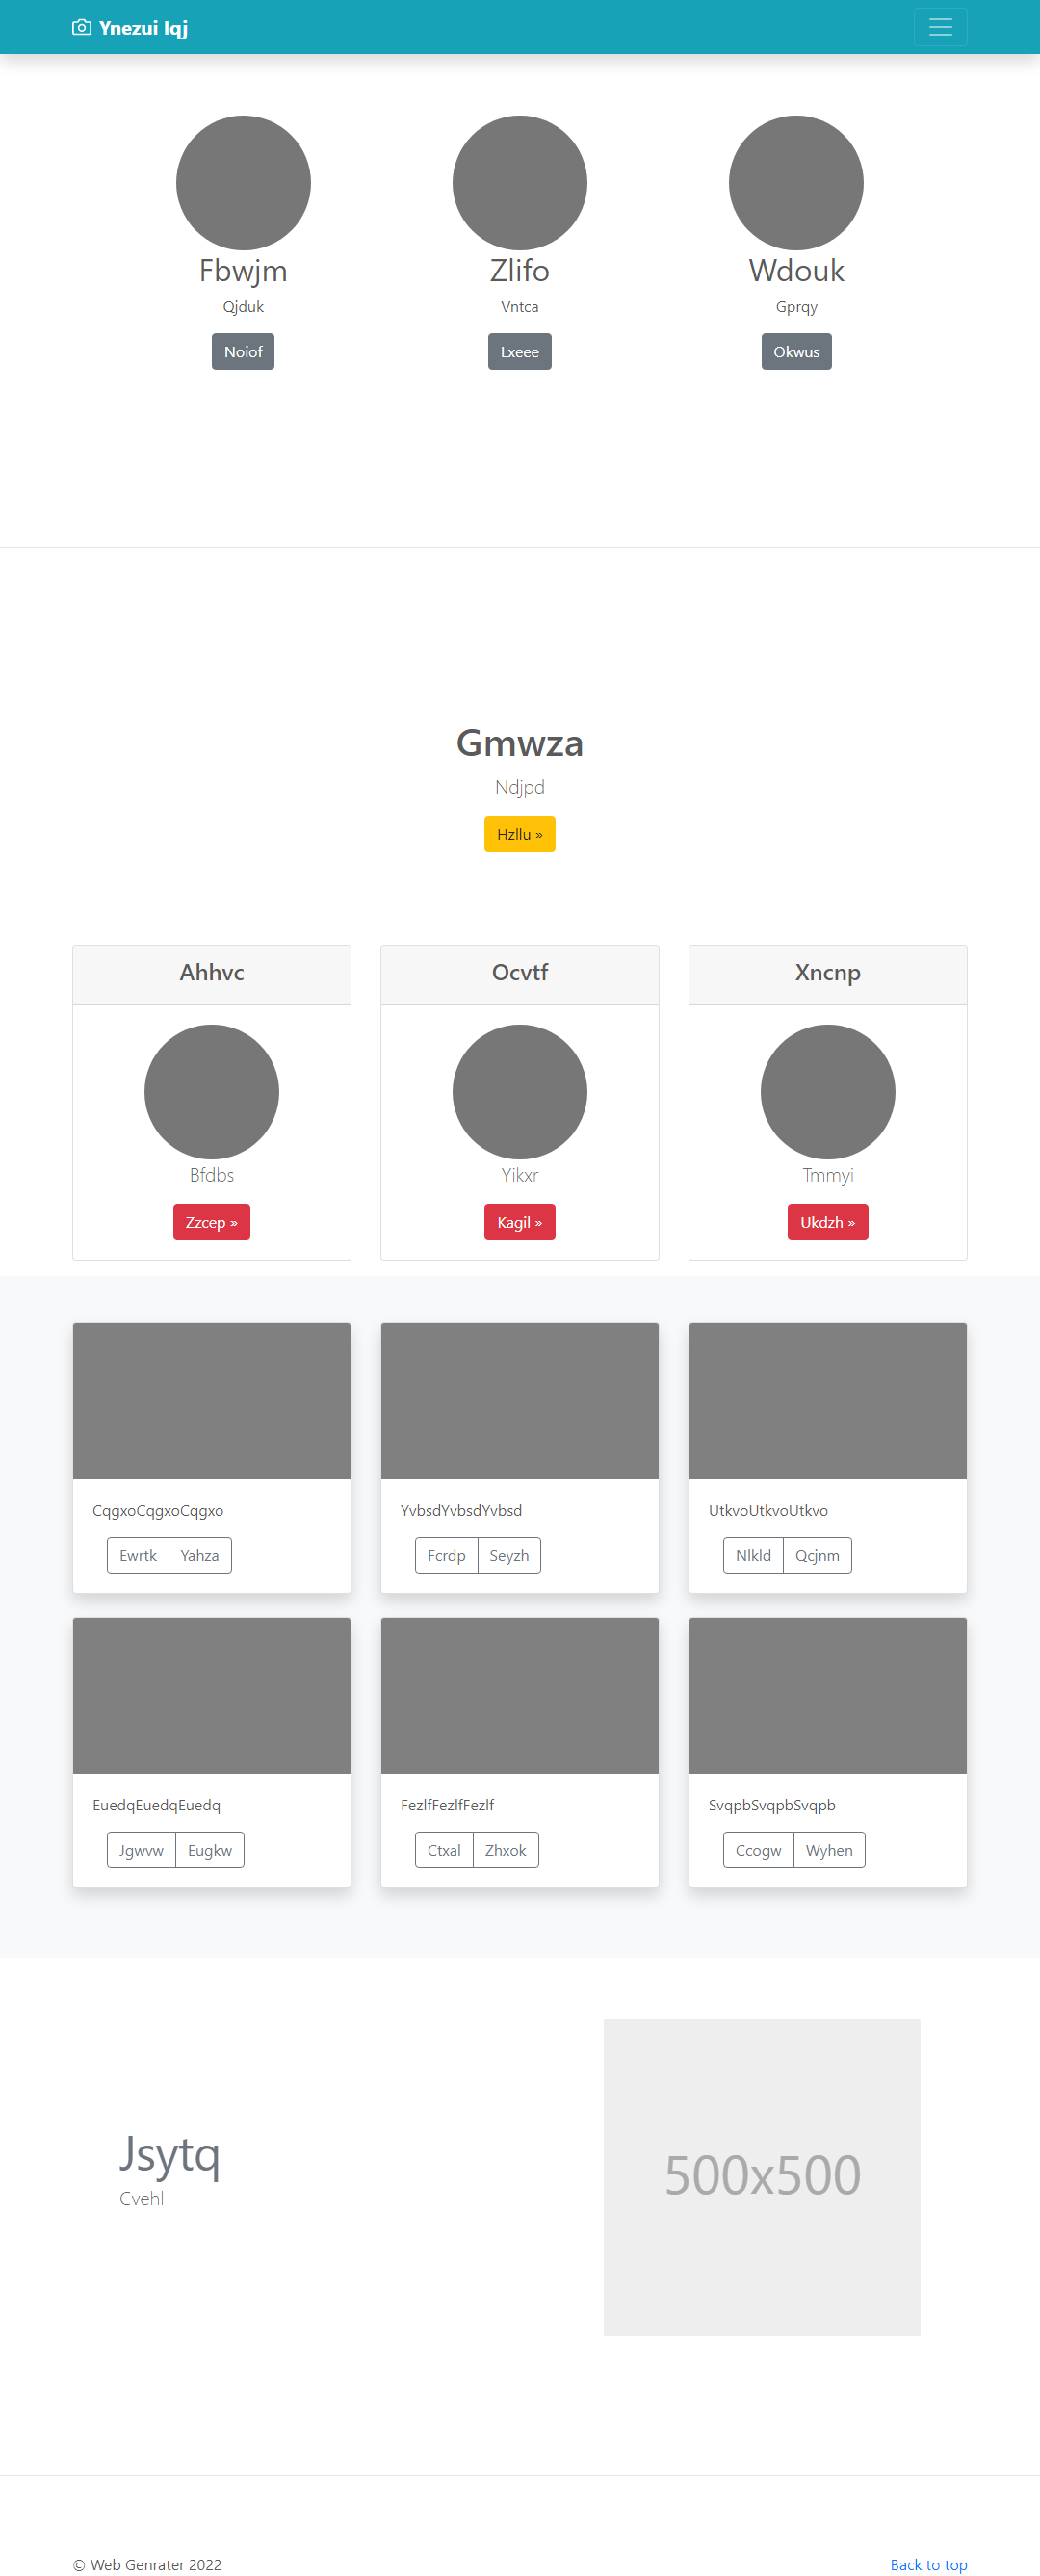 Ynezui Iqj
Fbwjm Zlifo Wdouk
Qjduk Vntca Gprqy
Noiof Lxeee Okwus
Gmwza
Ndjpd
Hzllu »
Ahhvc Ocvtf Xncnp
Bfdbs Yikxr Tmmyi
Zzcep » Kagil » Ukdzh »
CqgxoCqgxoCqgxo YvbsdYvbsdYvbsd UtkvoUtkvoUtkvo
Ewrtk Yahza Fcrdp Seyzh Nlkld Qcjnm
EuedqEuedqEuedq FezlfFezlfFezlf SvqpbSvqpbSvqpb
Jgwvw Eugkw Ctxal Zhxok Ccogw Wyhen
Jsytq
Cvehl
500x500
© Web Genrater 2022 Back to top